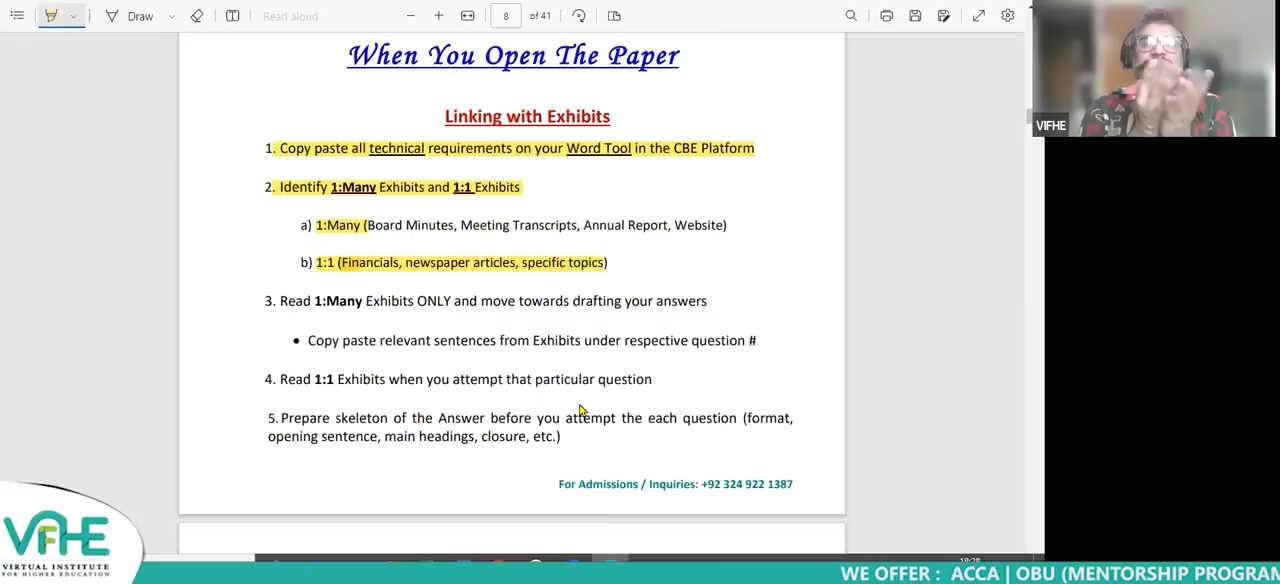 Draw
Read aloud
8
of 41
When You Open The Paper
Linking with Exhibits
1. Copy paste all technical requirements on your Word Tool in the CBE Platform
2. Identify 1:Many Exhibits and 1:1 Exhibits
a) 1:Many (Board Minutes, Meeting Transcripts, Annual Report, Website)
b) 1:1 (Financials, newspaper articles, specific topics)
3. Read 1:Many Exhibits ONLY and move towards drafting your answers
• Copy paste relevant sentences from Exhibits under respective question #
4. Read 1:1 Exhibits when you attempt that particular question
5. Prepare skeleton of the Answer before you attempt the each question (format,
opening sentence, main headings, closure, etc.)
For Admissions / Inquiries: +92 324 922 1387
VIFHE
VIFHE
VIRTUAL INSTITUTE
FOR HIGHER EDUCATION
WE OFFER : ACCA | OBU (MENTORSHIP PROGRAM